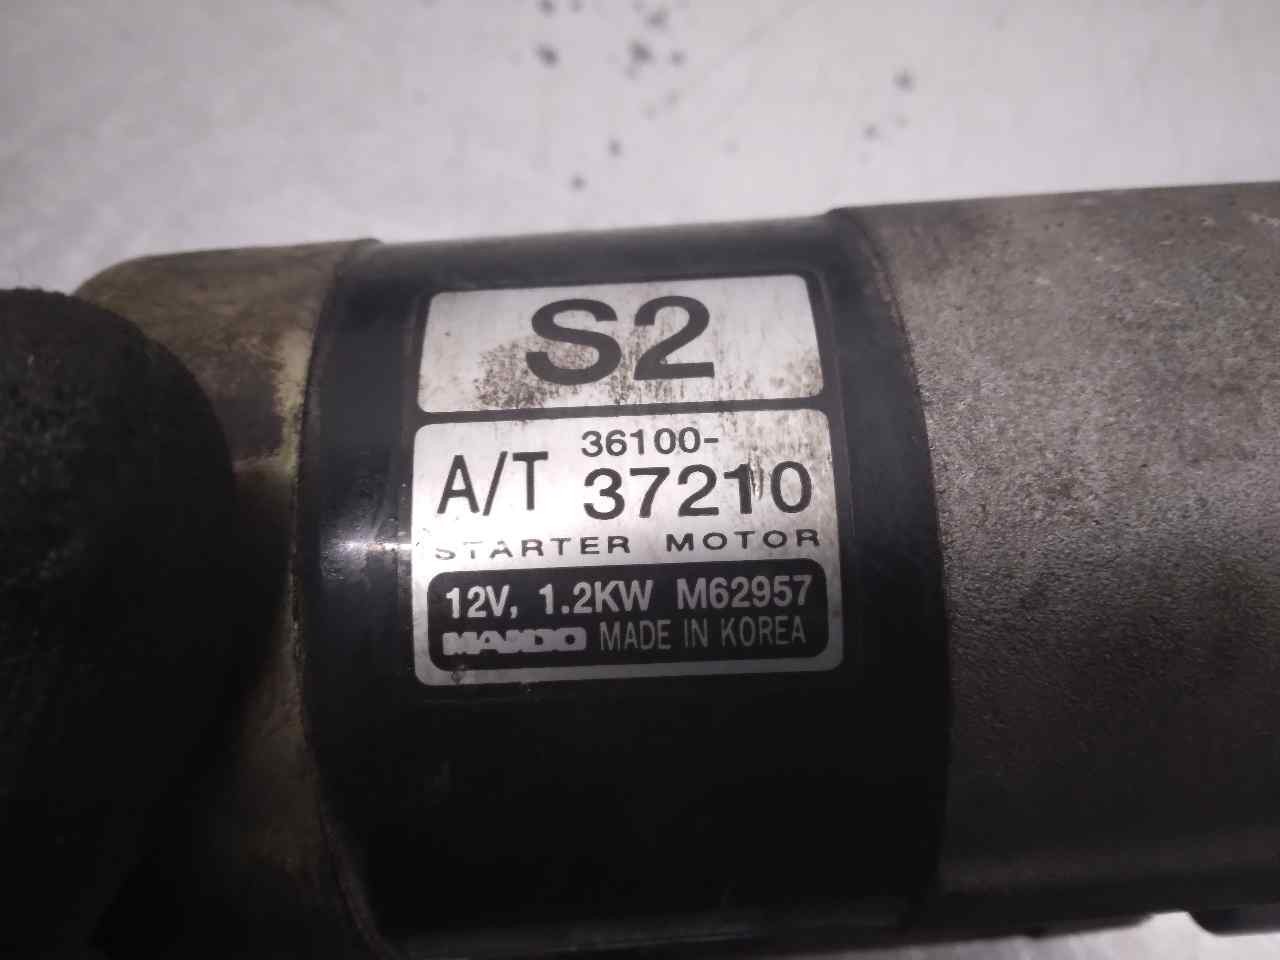 S2
36100-
A/T 37210
STARTER MOTOR
12V, 1.2KW M62957
MANDO MADE IN KOREA